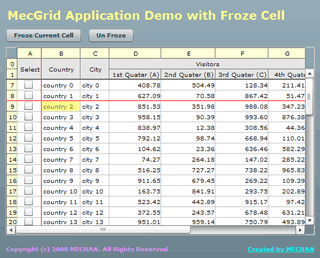 MecGrid Application Demo with Froze Cell
Froze Current Cell Un Froze
A B C D E F G
0 Select Country City Visitors
1 1st Quater (A) 2nd Quater (B) 3rd Quater (C) 4th Quate
7 country 0 city 0 408.78 504.49 128.34 211.41
8 country 1 city 1 627.09 70.58 867.42 51.47
9 country 2 city 2 851.53 351.98 988.08 347.23
10 country 3 city 3 958.15 90.39 993.60 876.38
11 country 4 city 4 838.97 12.38 308.56 44.36
12 country 5 city 5 792.12 98.74 668.94 110.01
13 country 6 city 6 104.62 23.36 636.46 582.29
14 country 7 city 7 74.27 264.18 147.02 285.22
15 country 8 city 8 516.25 727.27 738.22 965.83
16 country 9 city 9 911.65 679.45 269.22 109.39
17 country 10 city 10 163.75 841.91 293.75 202.89
18 country 11 city 11 523.42 442.89 915.17 97.42
19 country 12 city 12 372.55 243.57 678.48 631.21
20 country 13 city 13 951.01 959.14 750.79 493.89
Copyright (c) 2008 MECHAN. All Rights Reserved Created by MECHAN